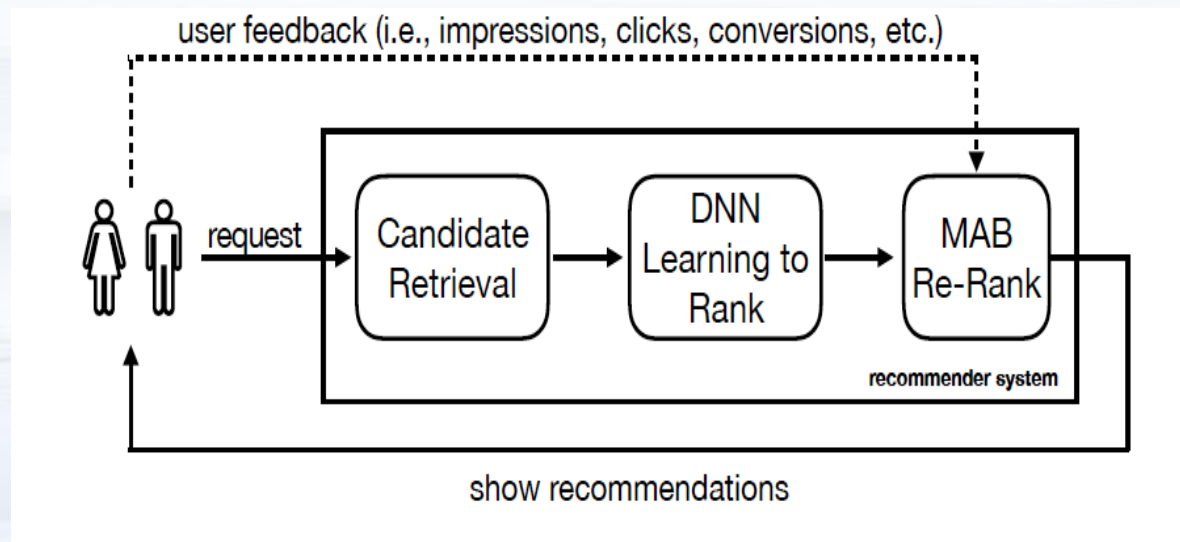 user feedback (i.e., impressions, clicks, conversions, etc.)
request
Candidate
Retrieval
DNN
Learning to
Rank
MAB
Re-Rank
recommender system
show recommendations